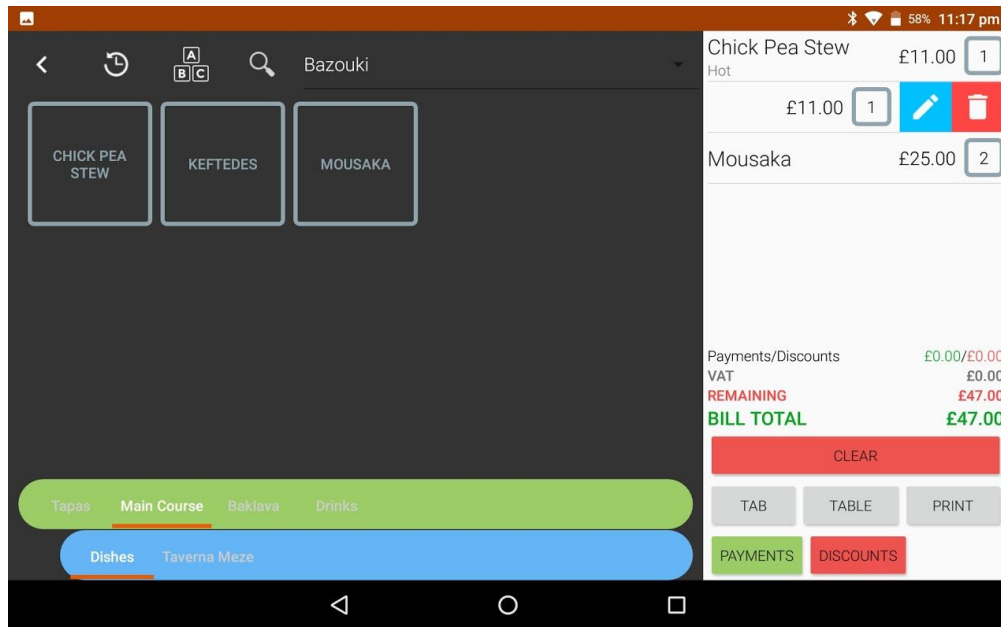 58% 11:17 pm
A
B C
Bazouki
CHICK PEA
STEW
KEFTEDES
MOUSAKA
Tapas
Main Course
Baklava
Drinks
Dishes
Taverna Meze
Chick Pea Stew £11.00 1
Hot
£11.00 1
Mousaka £25.00 2
Payments/Discounts £0.00/£0.00
VAT £0.00
REMAINING £47.00
BILL TOTAL £47.00
CLEAR
TAB
TABLE
PRINT
PAYMENTS
DISCOUNTS